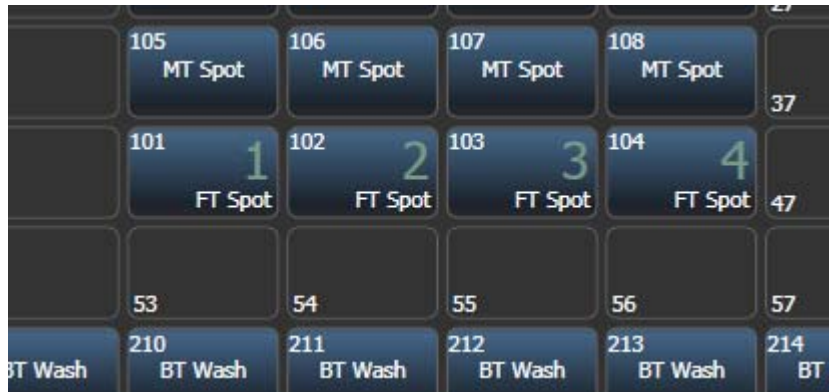 27
105 106 107 108
MT Spot MT Spot MT Spot MT Spot
37
101 1 102 2 103 3 104 4
FT Spot FT Spot FT Spot FT Spot 47
53 54 55 56 57
210 211 212 213 214
BT Wash BT Wash BT Wash BT Wash BT Wash BT